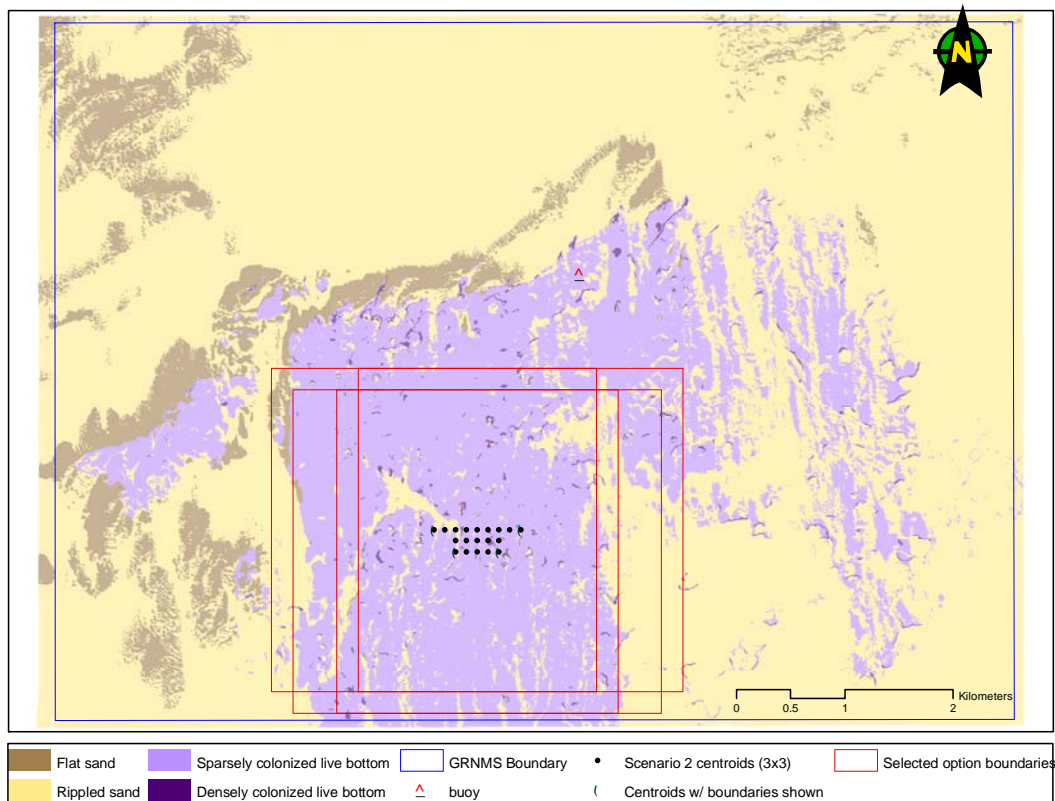 N
Kilometers
0 0.5 1 2
Flat sand
Sparsely colonized live bottom
GRNMS Boundary
Scenario 2 centroids (3x3)
Selected option boundaries
Rippled sand
Densely colonized live bottom
buoy
Centroids w/ boundaries shown